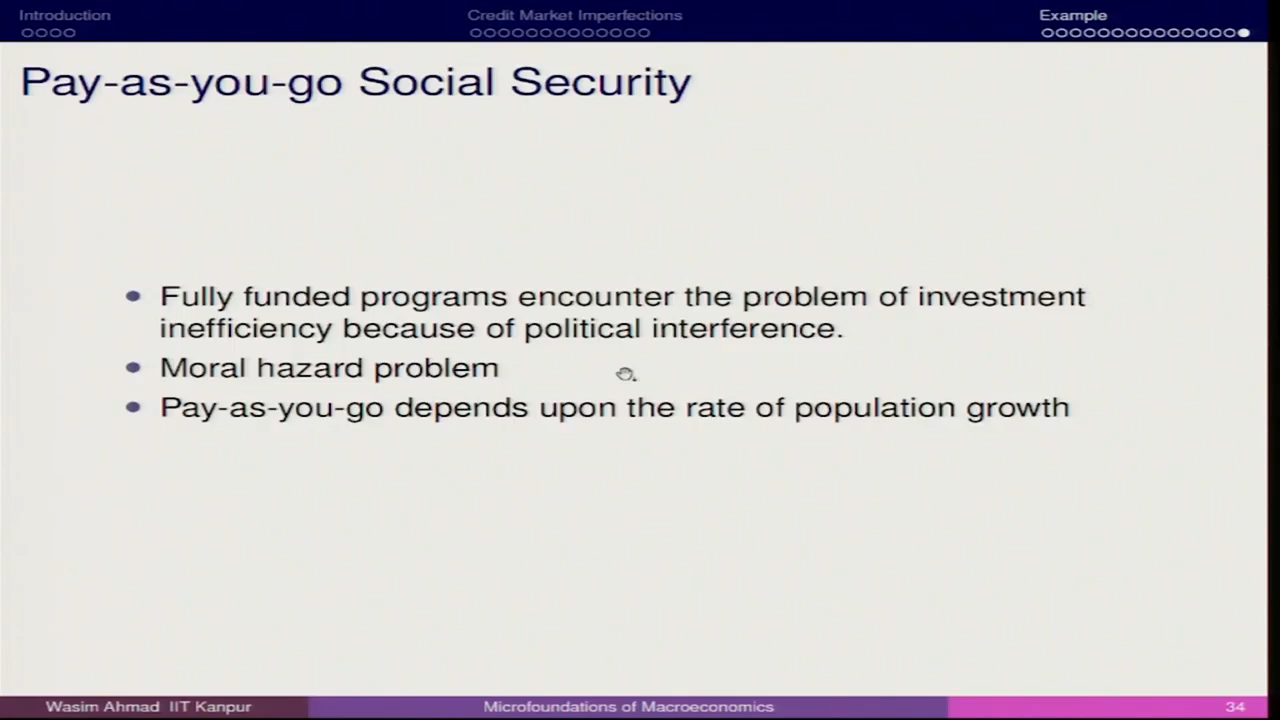 Introduction
Credit Market Imperfections
Example
Pay-as-you-go Social Security
Fully funded programs encounter the problem of investment
inefficiency because of political interference.
Moral hazard problem
Pay-as-you-go depends upon the rate of population growth
Wasim Ahmad IIT Kanpur
Microfoundations of Macroeconomics
34